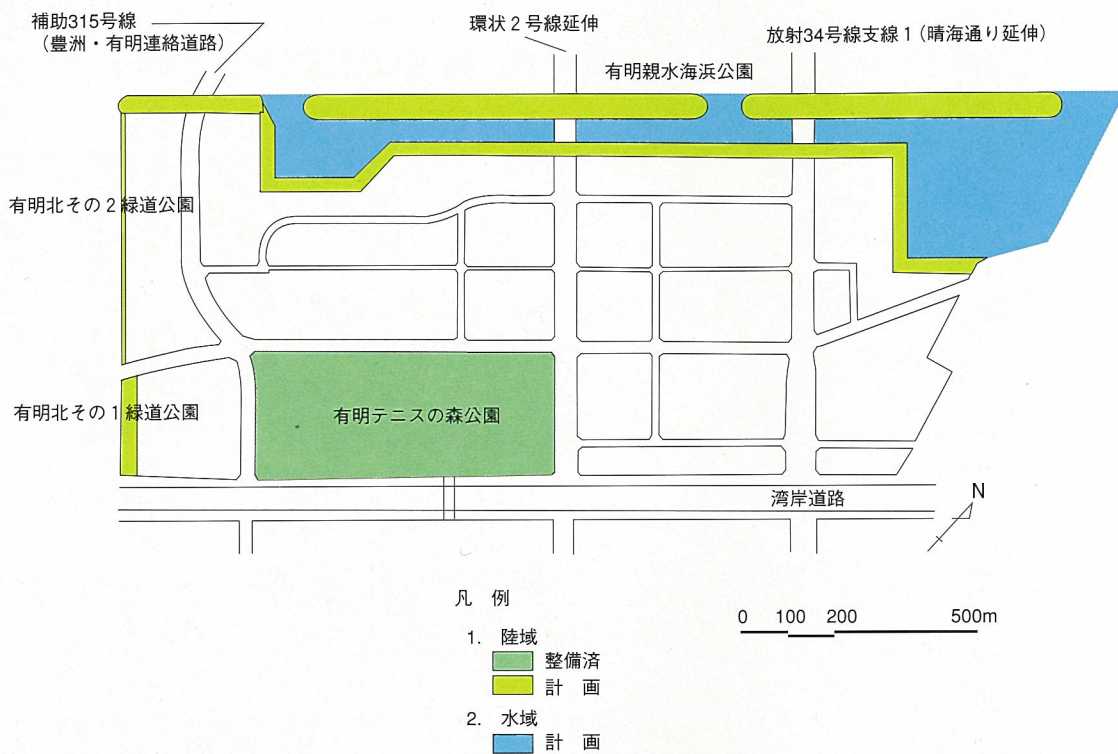 補助315号線
(豊洲・有明連絡道路)
環状2号線延伸
放射34号線支線1(晴海通り延伸)
有明親水海浜公園
有明北その2緑道公園
有明北その1緑道公園
有明テニスの森公園
湾岸道路
N
凡 例
1. 陸域
整備済
計 画
2. 水域
計 画
0 100 200 500m